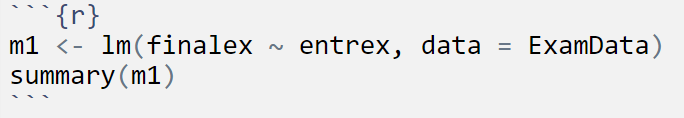 ```{r}
m1 <- lm(finalex ~ entrex, data = ExamData)
summary(m1)
```